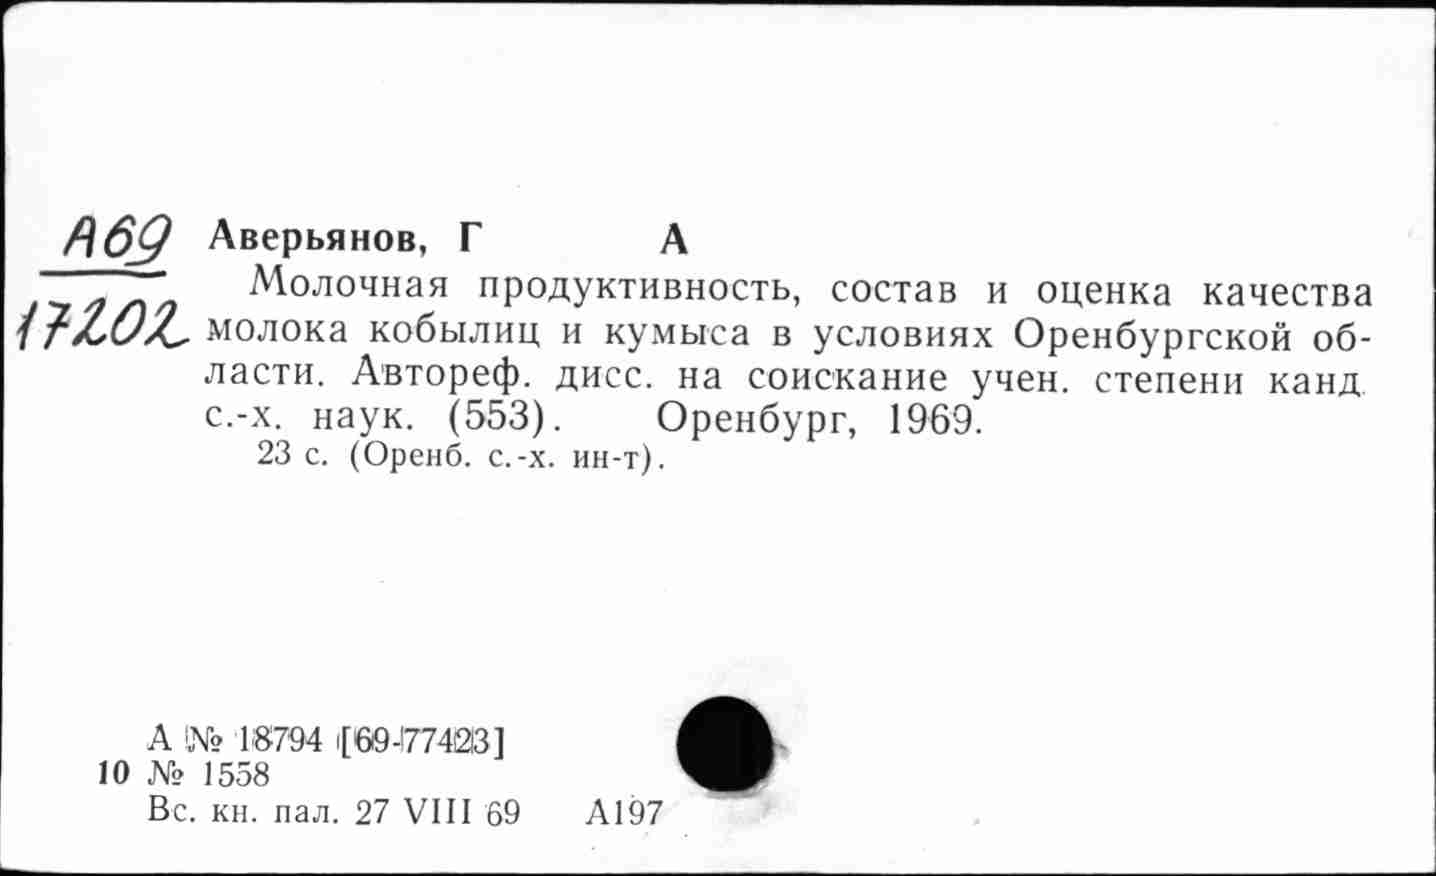 А69 Аверьянов, Г А
17202 Молочная продуктивность, состав и оценка качества
молока кобылиц и кумыса в условиях Оренбургской об-
ласти. Автореф. дисс. на соискание учен. степени канд.
с.-х. наук. (553). Оренбург, 1969.
23 с. (Оренб. с.-х. ин-т).
А № 18794 [69-77423]
10 № 1558
Вс. кн. пал. 27 VIII 69 А197